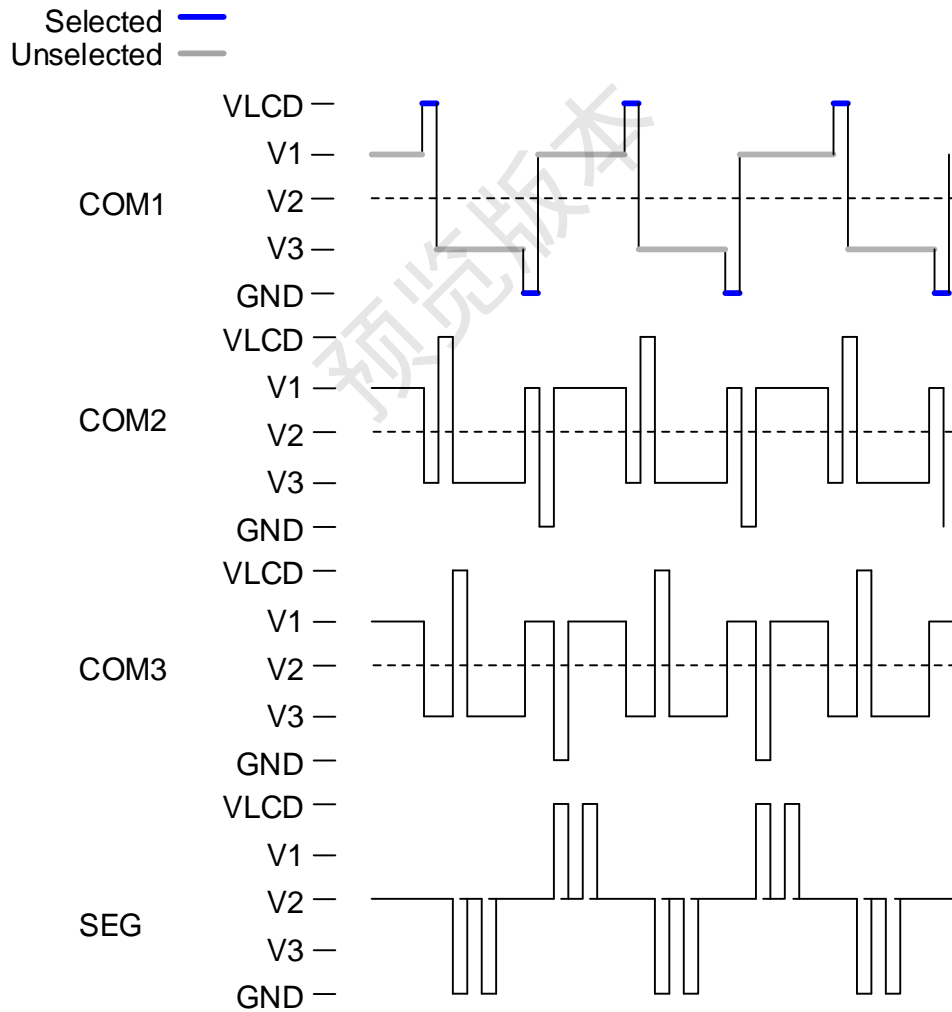 Selected
Unselected
VLCD
V1
COM1
V2
V3
GND
VLCD
V1
COM2
V2
V3
GND
VLCD
V1
COM3
V2
V3
GND
VLCD
V1
V2
SEG
V3
GND
预览版本